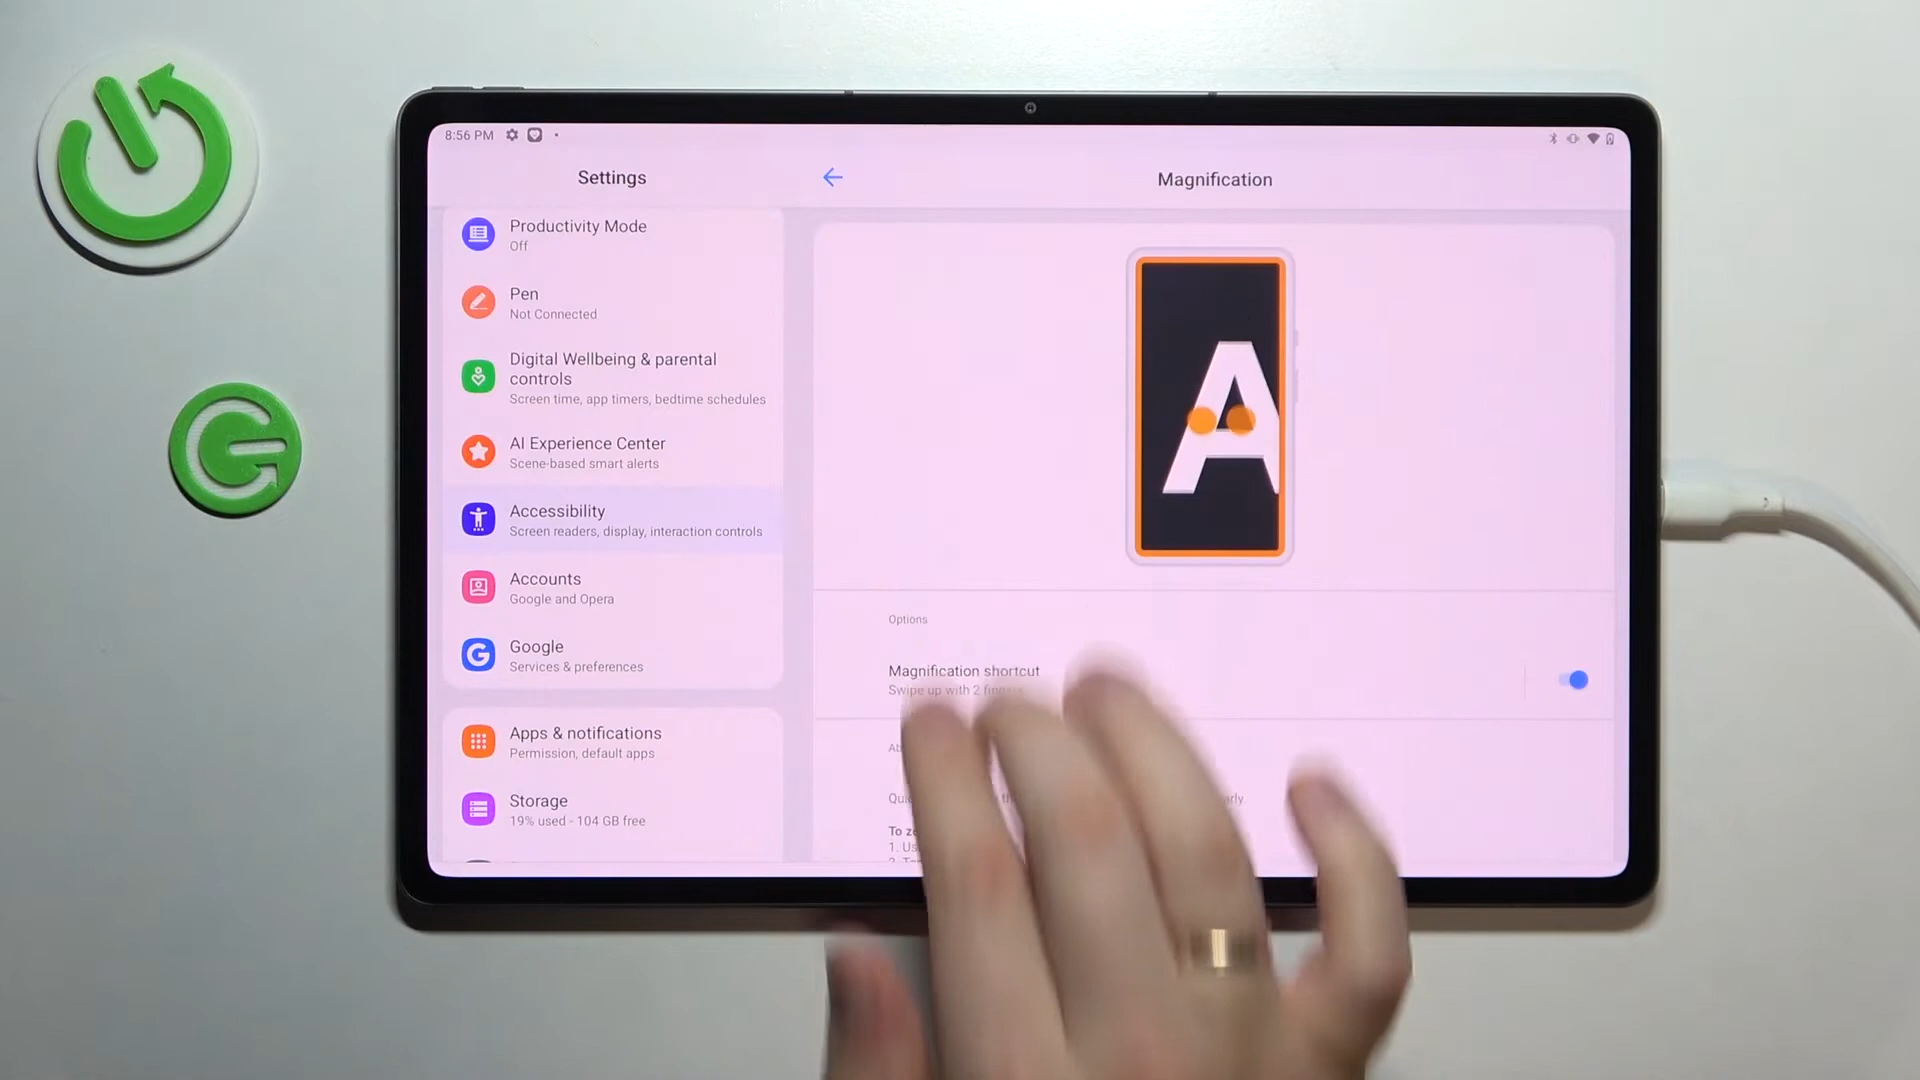 8:56 PM
Settings
Magnification
Productivity Mode
Off
Pen
Not Connected
Digital Wellbeing & parental
controls
Screen time, app timers, bedtime schedules
AI Experience Center
Scene-based smart alerts
Accessibility
Screen readers, display, interaction controls
Accounts
Google and Opera
Google
Services & preferences
Apps & notifications
Permission, default apps
Storage
19% used - 104 GB free
A
Options
Magnification shortcut
Swipe up with 2
1.